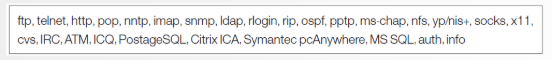 ftp, telnet, http, pop, nntp, imap, snmp, ldap, rlogin, rip, ospf, pptp, ms-chap, nfs, yp/nis+, socks, x11,
cvs, IRC, ATM, ICQ, PostageSQL, Citrix ICA, Symantec pcAnywhere, MS SQL, auth, info